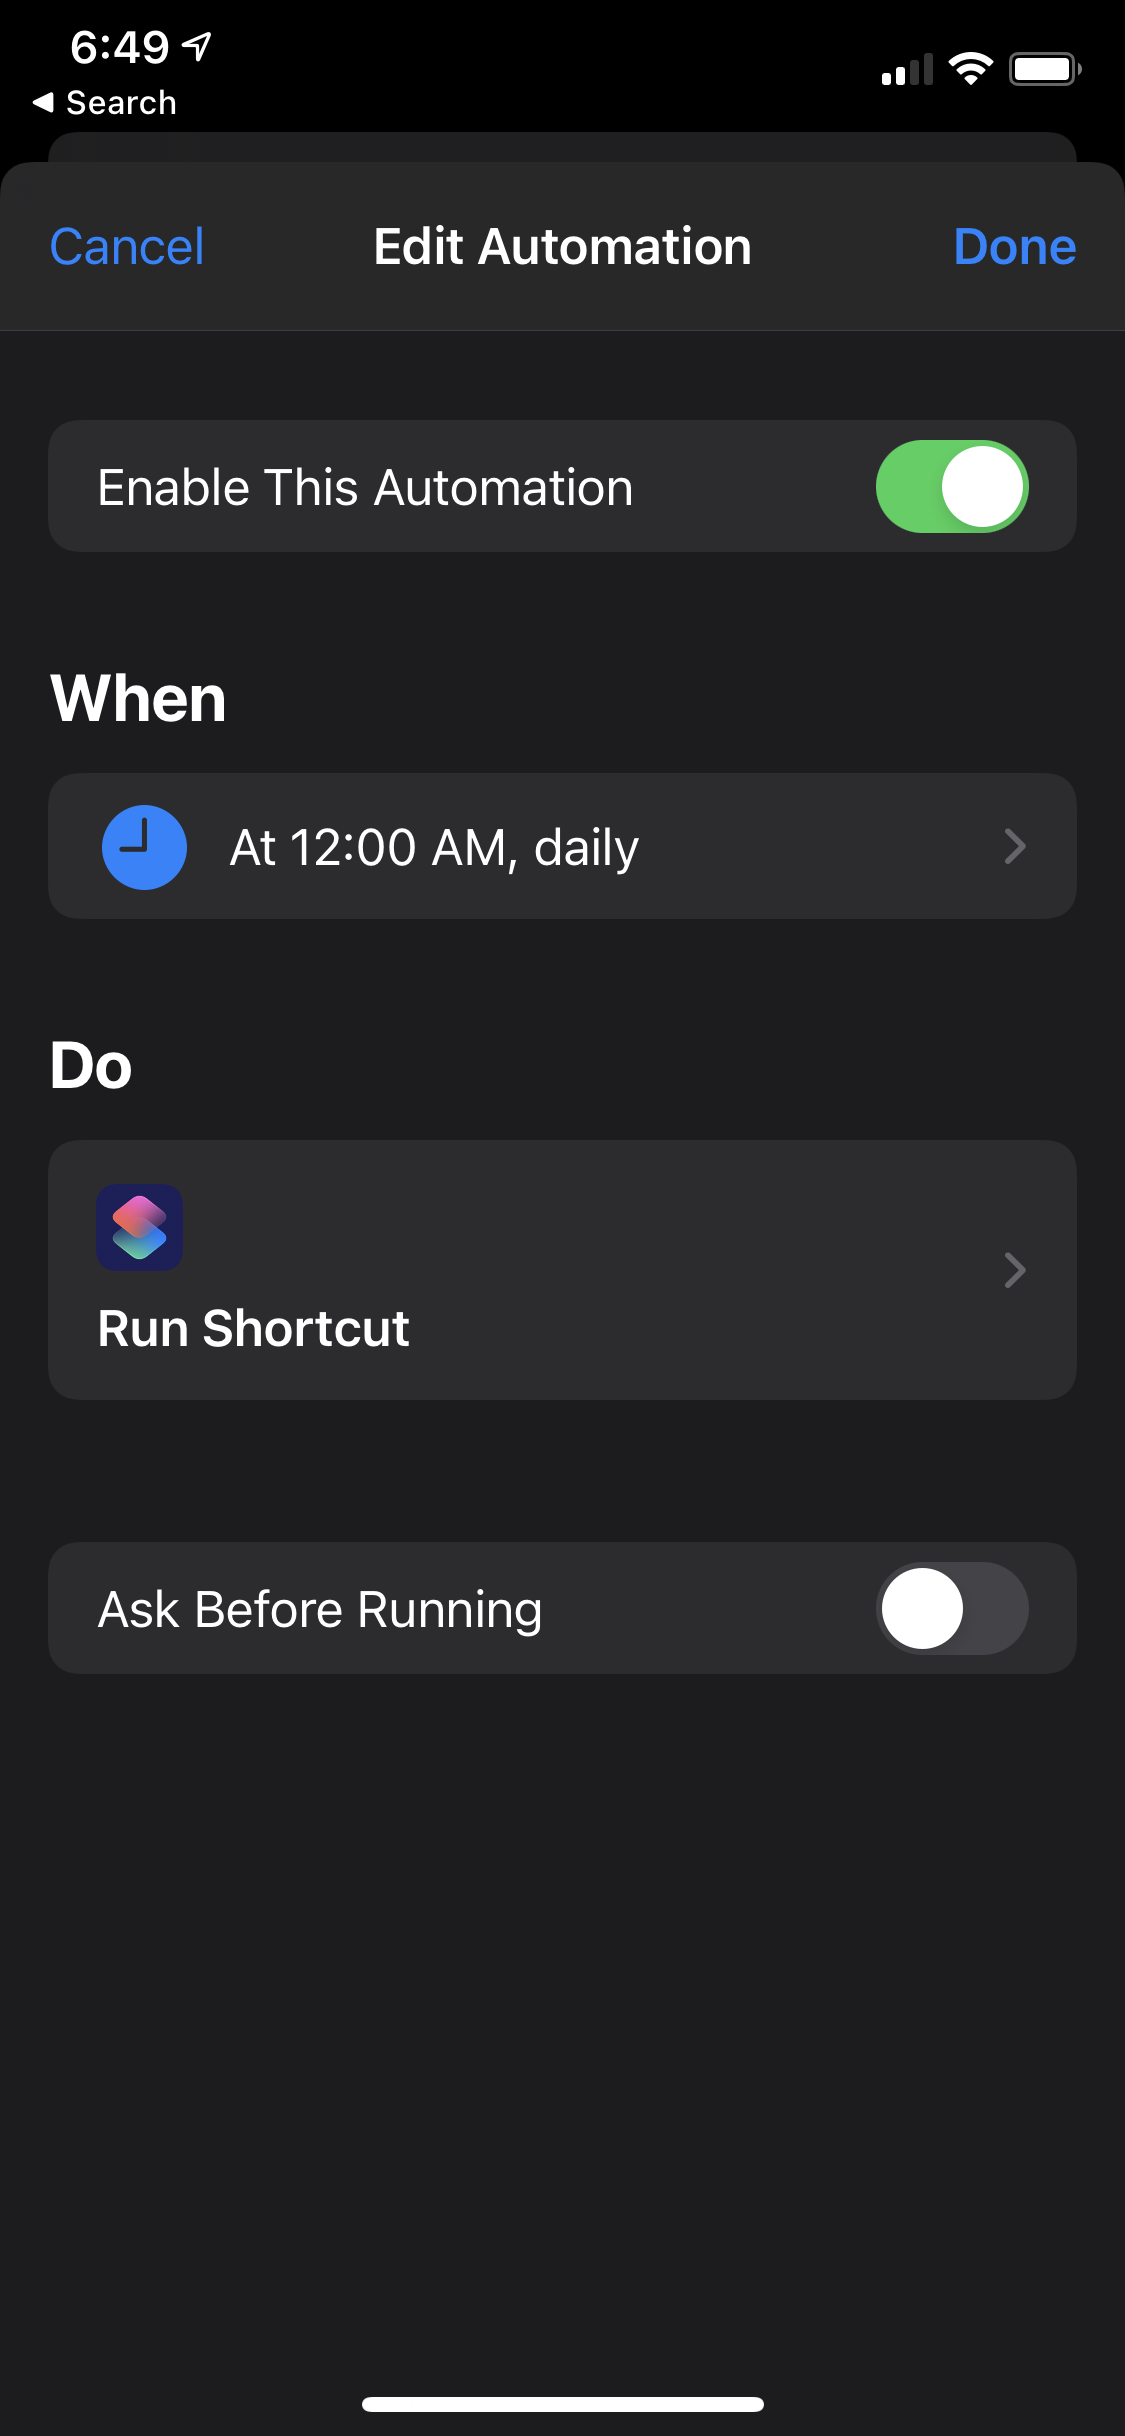 6:49
Search
Cancel Edit Automation Done
Enable This Automation
When
At 12:00 AM, daily
Do
Run Shortcut
Ask Before Running